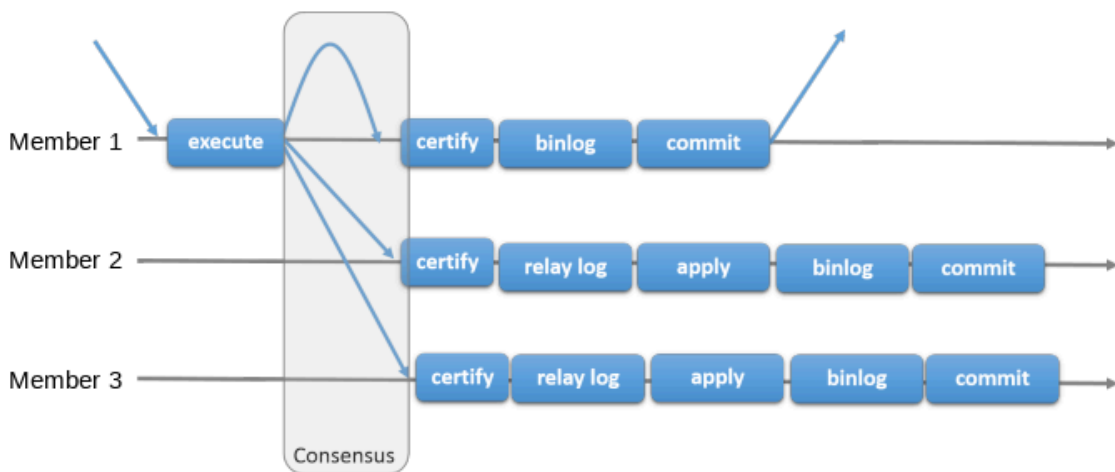 Member 1 execute certify binlog commit
Member 2 certify relay log apply binlog commit
Member 3 certify relay log apply binlog commit
Consensus